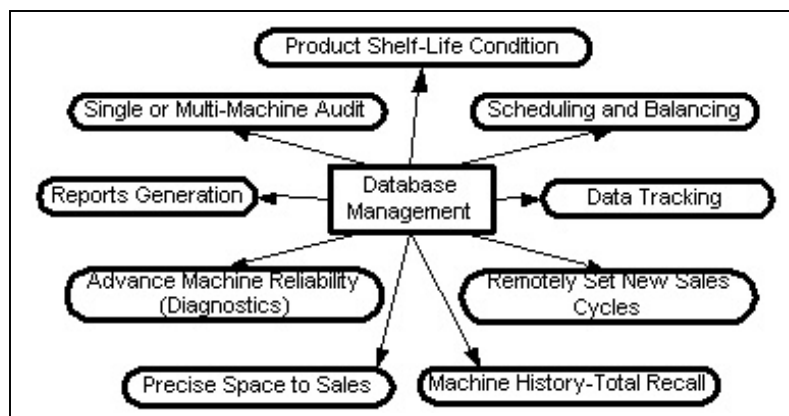 Product Shelf-Life Condition
Single or Multi-Machine Audit
Scheduling and Balancing
Database
Management
Reports Generation
Data Tracking
Advance Machine Reliability
(Diagnostics)
Remotely Set New Sales
Cycles
Precise Space to Sales
Machine History-Total Recall